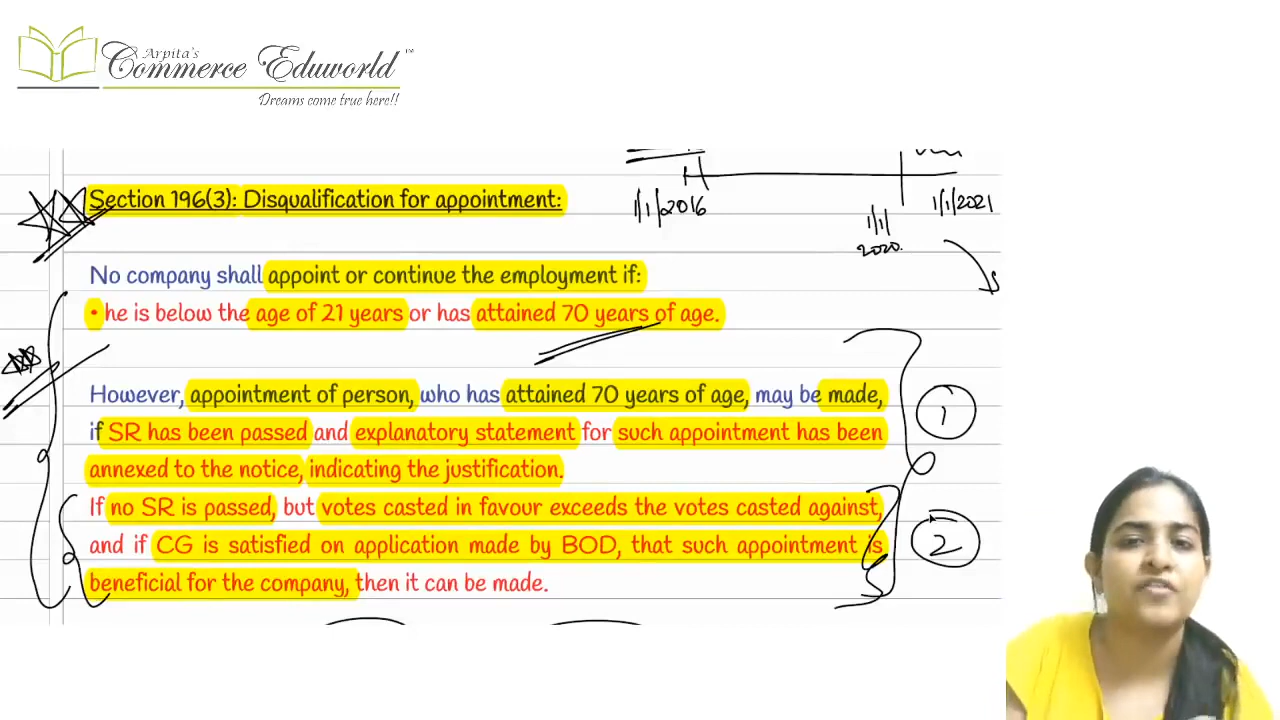 Arpita's
Commerce Eduworld™
Dreams come true here!!
Section 196(3): Disqualification for appointment:
1/1/2016
1/1/2020.
1/1/2021
No company shall appoint or continue the employment if:
• he is below the age of 21 years or has attained 70 years of age.
However, appointment of person, who has attained 70 years of age, may be made,
if SR has been passed and explanatory statement for such appointment has been
annexed to the notice, indicating the justification.
1
If no SR is passed, but votes casted in favour exceeds the votes casted against,
and if CG is satisfied on application made by BOD, that such appointment is
beneficial for the company, then it can be made.
2